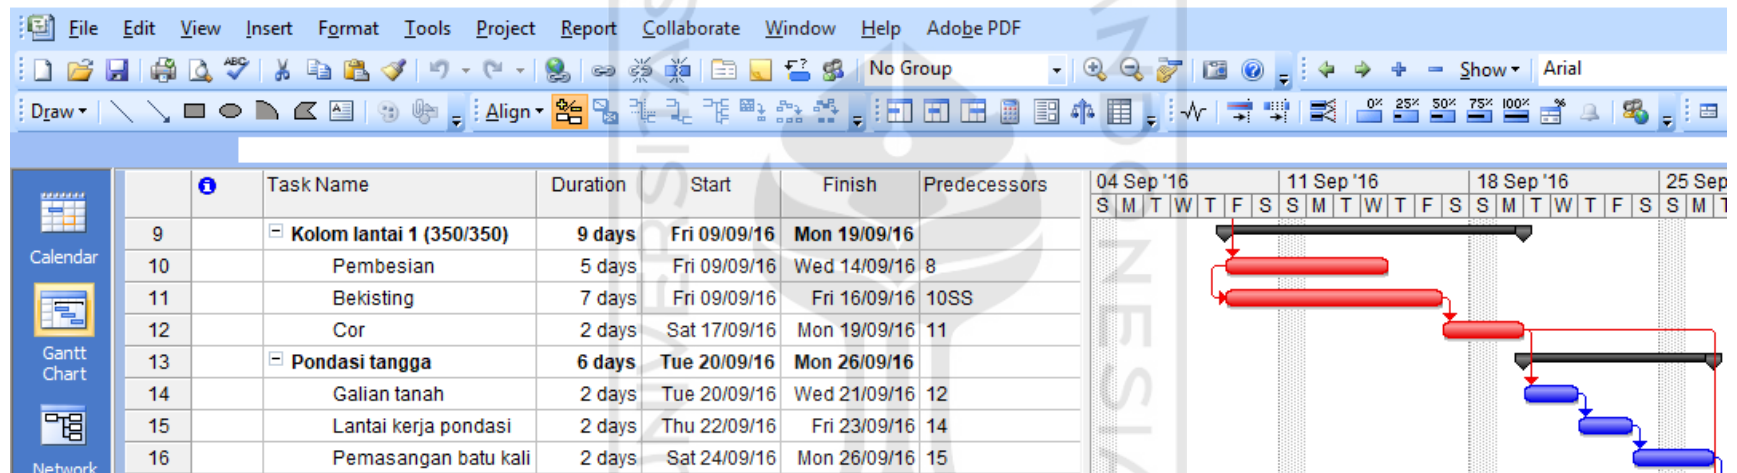 File Edit View Insert Format Tools Project Report Collaborate Window Help Adobe PDF
ABC No Group Show Arial
Draw Align 0% 25% 50% 75% 100%
Task Name Duration Start Finish Predecessors 04 Sep '16 11 Sep '16 18 Sep '16 25 Sep
S M T W T F S S M T W T F S S M T W T F S S M T
9 Kolom lantai 1 (350/350) 9 days Fri 09/09/16 Mon 19/09/16
Calendar
10 Pembesian 5 days Fri 09/09/16 Wed 14/09/16 8
11 Bekisting 7 days Fri 09/09/16 Fri 16/09/16 10SS
12 Cor 2 days Sat 17/09/16 Mon 19/09/16 11
Gantt
Chart
13 Pondasi tangga 6 days Tue 20/09/16 Mon 26/09/16
14 Galian tanah 2 days Tue 20/09/16 Wed 21/09/16 12
15 Lantai kerja pondasi 2 days Thu 22/09/16 Fri 23/09/16 14
16 Pemasangan batu kali 2 days Sat 24/09/16 Mon 26/09/16 15
Network
UNIVERSITAS
NDONESIA